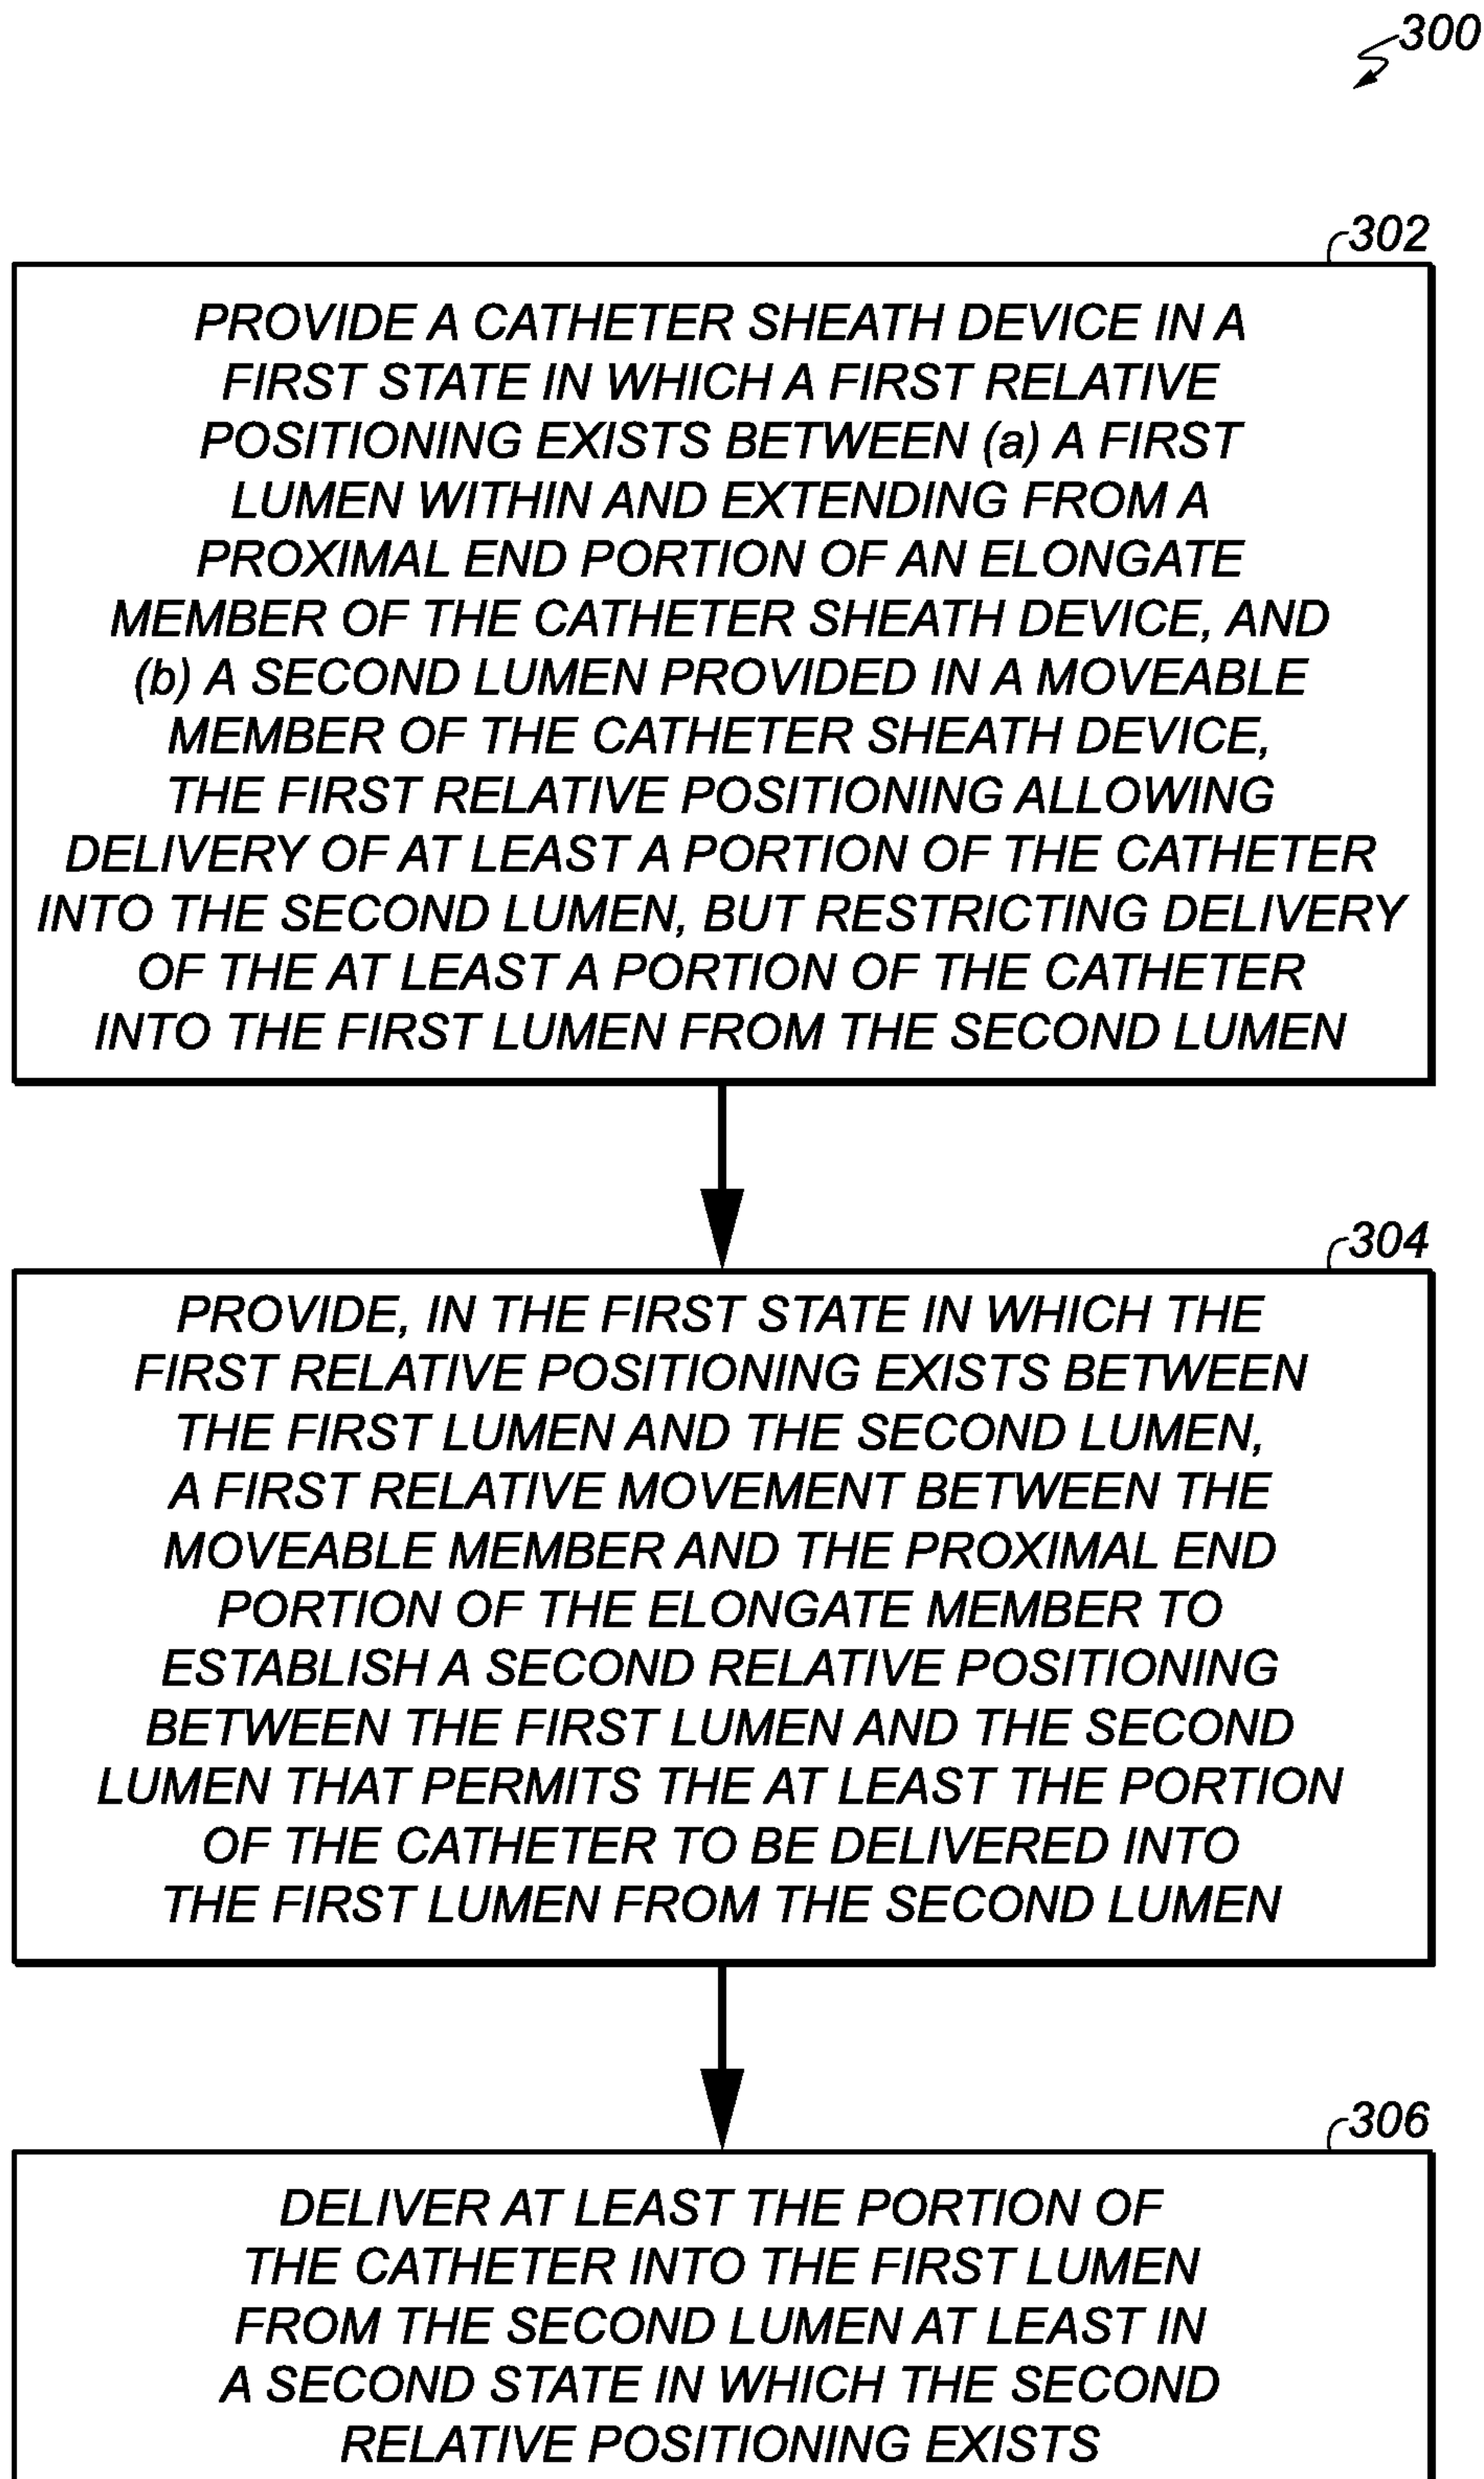 300
302
PROVIDE A CATHETER SHEATH DEVICE IN A
FIRST STATE IN WHICH A FIRST RELATIVE
POSITIONING EXISTS BETWEEN (a) A FIRST
LUMEN WITHIN AND EXTENDING FROM A
PROXIMAL END PORTION OF AN ELONGATE
MEMBER OF THE CATHETER SHEATH DEVICE, AND
(b) A SECOND LUMEN PROVIDED IN A MOVEABLE
MEMBER OF THE CATHETER SHEATH DEVICE,
THE FIRST RELATIVE POSITIONING ALLOWING
DELIVERY OF AT LEAST A PORTION OF THE CATHETER
INTO THE SECOND LUMEN, BUT RESTRICTING DELIVERY
OF THE AT LEAST A PORTION OF THE CATHETER
INTO THE FIRST LUMEN FROM THE SECOND LUMEN
304
PROVIDE, IN THE FIRST STATE IN WHICH THE
FIRST RELATIVE POSITIONING EXISTS BETWEEN
THE FIRST LUMEN AND THE SECOND LUMEN,
A FIRST RELATIVE MOVEMENT BETWEEN THE
MOVEABLE MEMBER AND THE PROXIMAL END
PORTION OF THE ELONGATE MEMBER TO
ESTABLISH A SECOND RELATIVE POSITIONING
BETWEEN THE FIRST LUMEN AND THE SECOND
LUMEN THAT PERMITS THE AT LEAST THE PORTION
OF THE CATHETER TO BE DELIVERED INTO
THE FIRST LUMEN FROM THE SECOND LUMEN
306
DELIVER AT LEAST THE PORTION OF
THE CATHETER INTO THE FIRST LUMEN
FROM THE SECOND LUMEN AT LEAST IN
A SECOND STATE IN WHICH THE SECOND
RELATIVE POSITIONING EXISTS